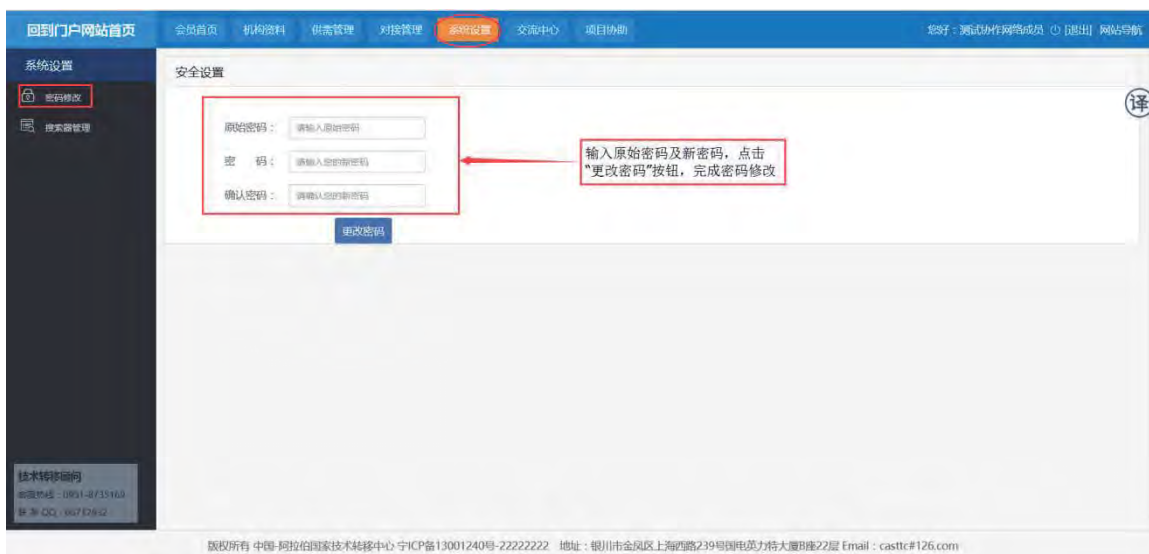 回到门户网站首页 会员首页 机构资料 供需管理 对接管理 系统设置 交流中心 项目协助 您好：测试协作网络成员 [退出] 网站导航
系统设置
安全设置
密码修改
译
搜索器管理
原始密码： 请输入原始密码
密 码： 请输入您的新密码
确认密码： 请确认您的新密码
输入原始密码及新密码，点击
“更改密码”按钮，完成密码修改
更改密码
技术转移顾问
版权所有 中国-阿拉伯国家技术转移中心 宁ICP备13001240号-22222222 地址：银川市金凤区上海西路239号国电英力特大厦B座22层 Email：casttc#126.com